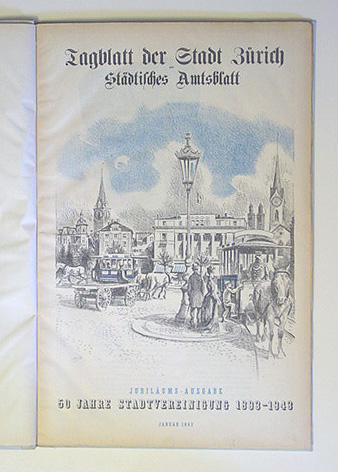 Tagblatt der Stadt Zürich
Städtisches Amtsblatt
JUBILÄUMS-AUSGABE
50 JAHRE STADTVEREINIGUNG 1893-1943
JANUAR 1943